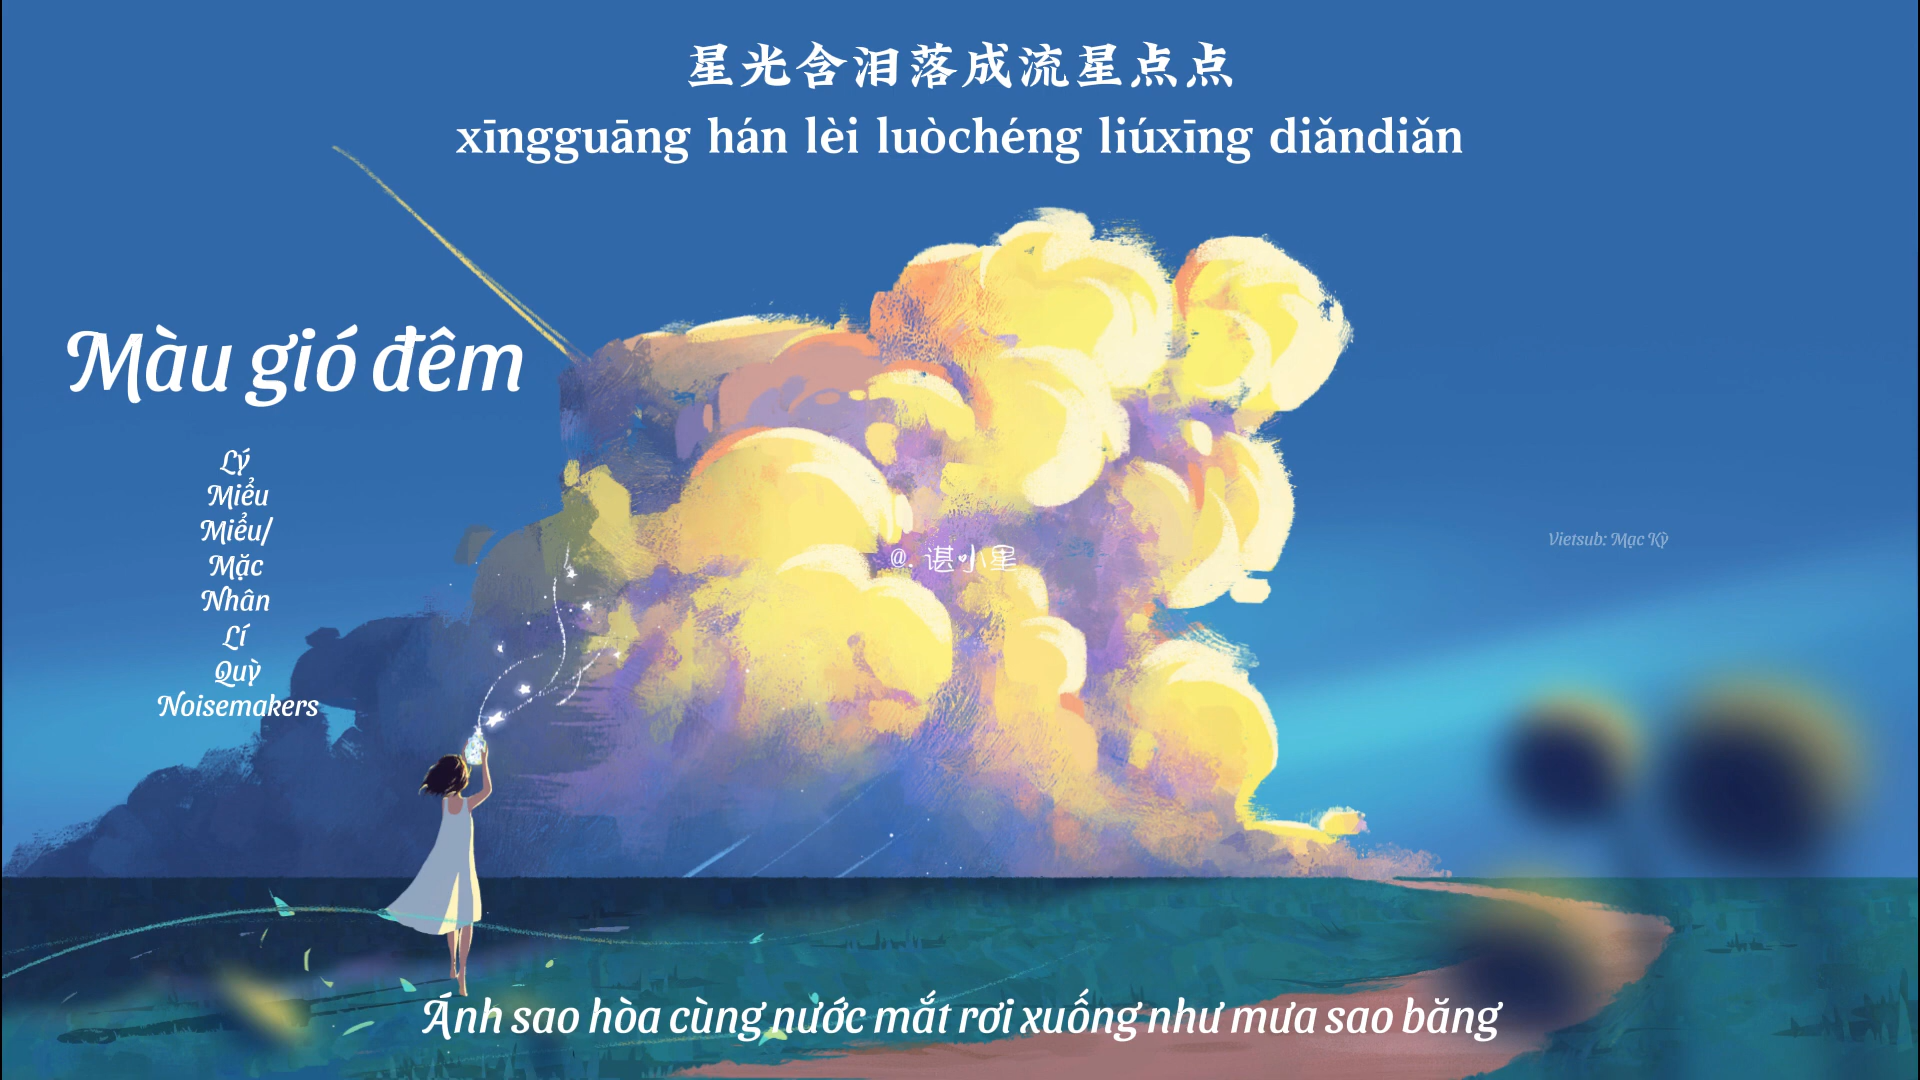 星光含泪落成流星点点
xīngguāng hán lèi luòchéng liúxīng diǎndiǎn
Màu gió đêm
Lý
Miểu
Miểu/
Mặc
Nhân
Lí
Quỳ
Noisemakers
@. 谌小星
Vietsub: Mạc Kỳ
Ánh sao hòa cùng nước mắt rơi xuống như mưa sao băng